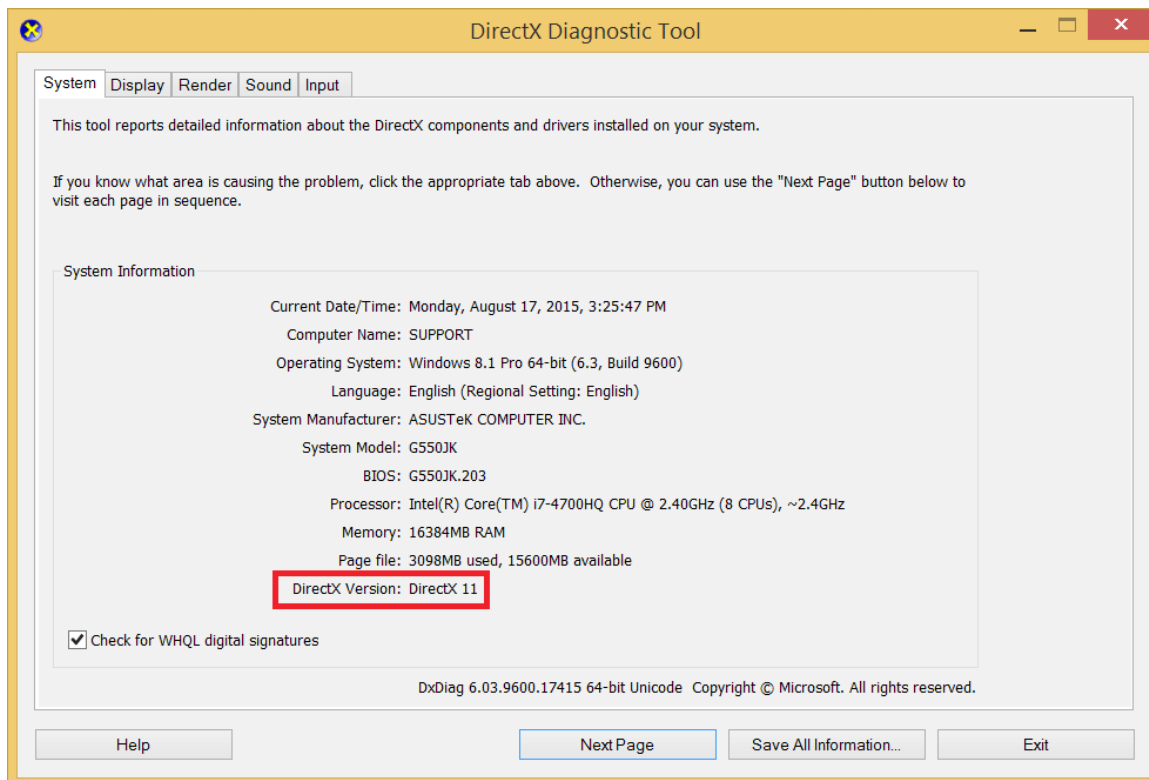 DirectX Diagnostic Tool
System Display Render Sound Input
This tool reports detailed information about the DirectX components and drivers installed on your system.
If you know what area is causing the problem, click the appropriate tab above.  Otherwise, you can use the "Next Page" button below to
visit each page in sequence.
System Information
Current Date/Time: Monday, August 17, 2015, 3:25:47 PM
Computer Name: SUPPORT
Operating System: Windows 8.1 Pro 64-bit (6.3, Build 9600)
Language: English (Regional Setting: English)
System Manufacturer: ASUSTeK COMPUTER INC.
System Model: G550JK
BIOS: G550JK.203
Processor: Intel(R) Core(TM) i7-4700HQ CPU @ 2.40GHz (8 CPUs), ~2.4GHz
Memory: 16384MB RAM
Page file: 3098MB used, 15600MB available
DirectX Version: DirectX 11
Check for WHQL digital signatures
DxDiag 6.03.9600.17415 64-bit Unicode  Copyright © Microsoft. All rights reserved.
Help Next Page Save All Information... Exit